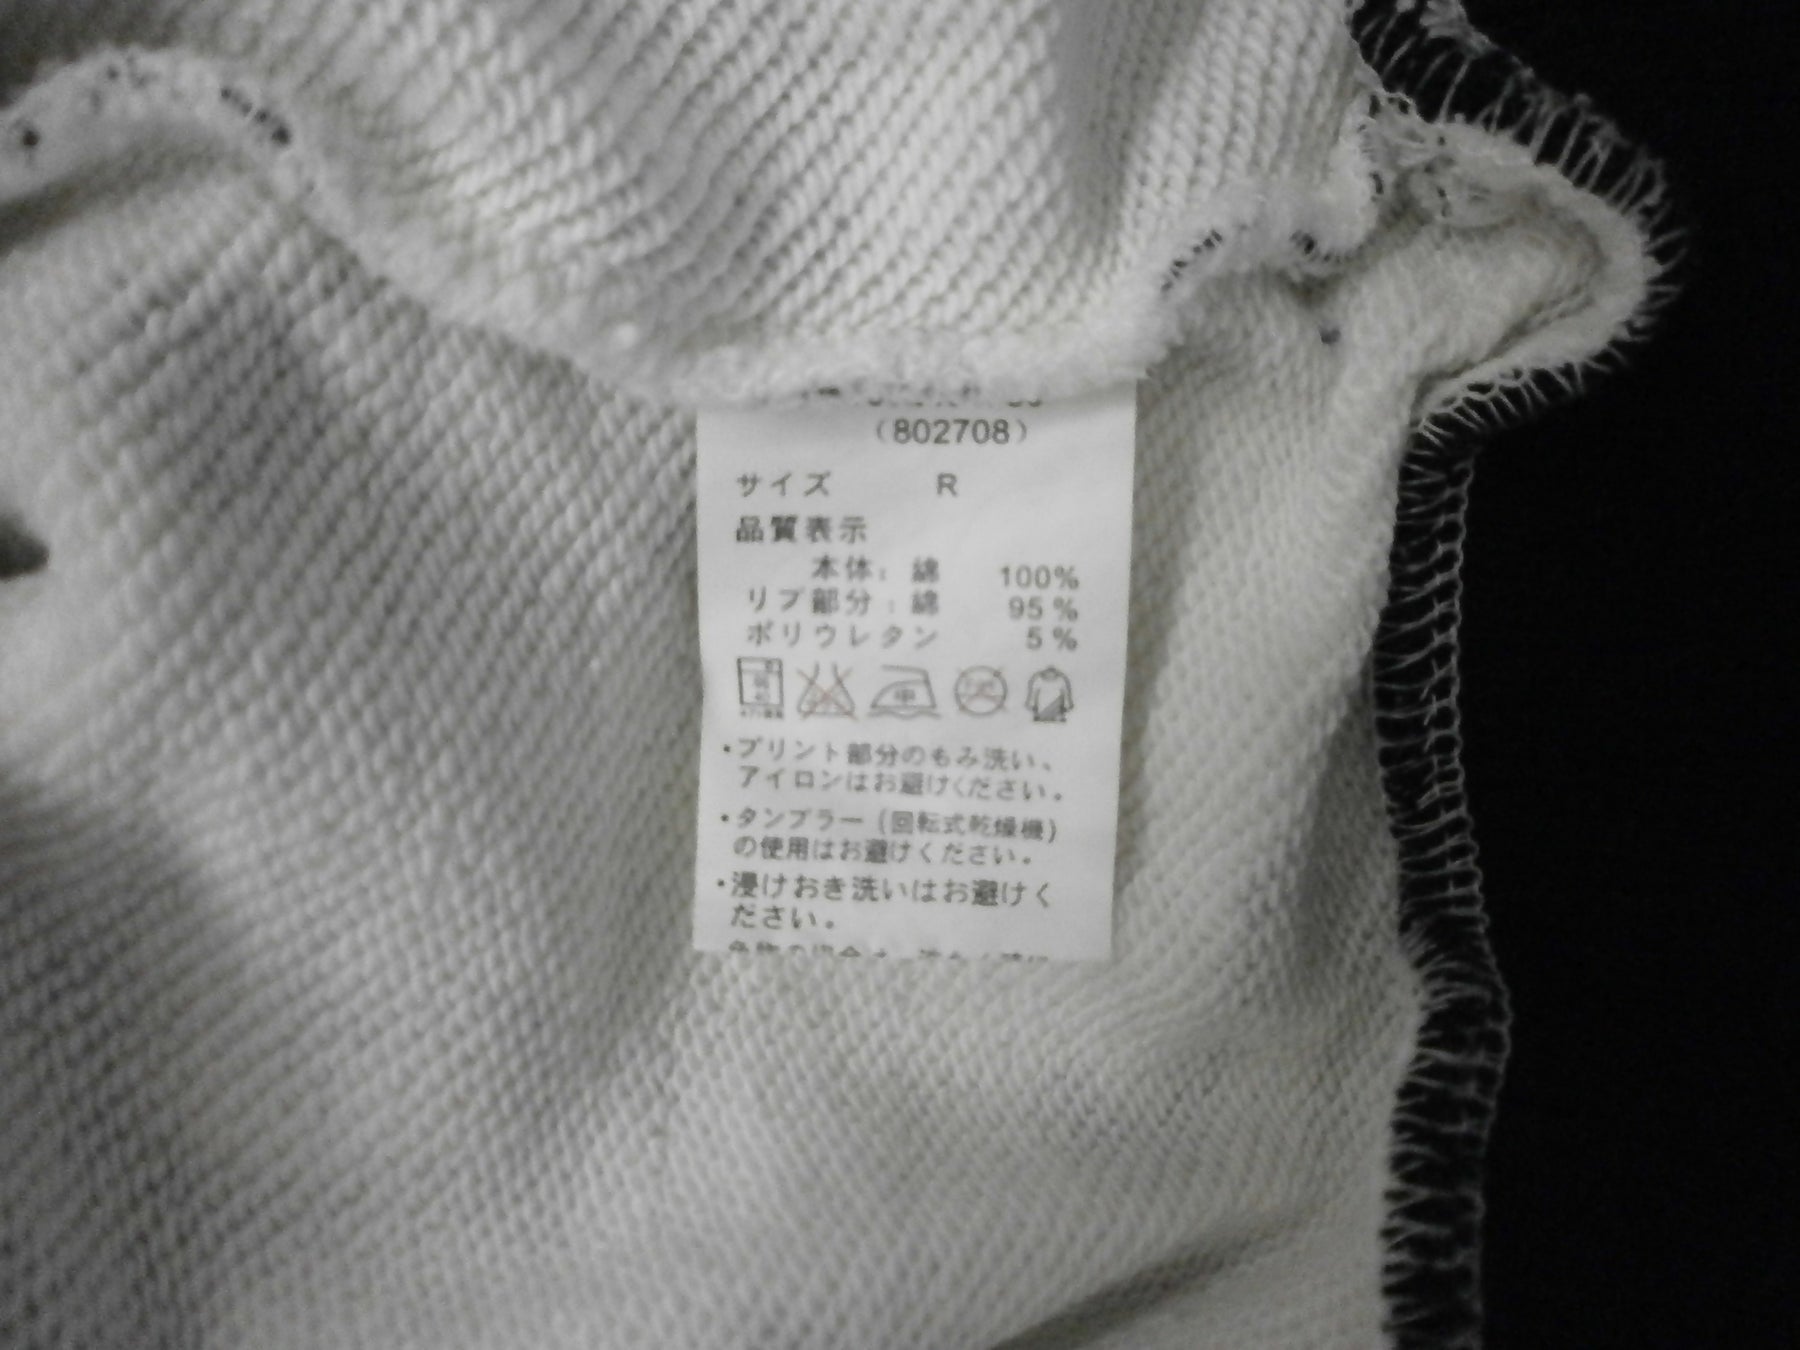 （802708）
サイズ R
品質表示
本体：綿 100%
リブ部分：綿 95%
ポリウレタン 5%
中
・プリント部分のもみ洗い、
アイロンはお避けください。
・タンブラー（回転式乾燥機）
の使用はお避けください。
・浸けおき洗いはお避けく
ださい。